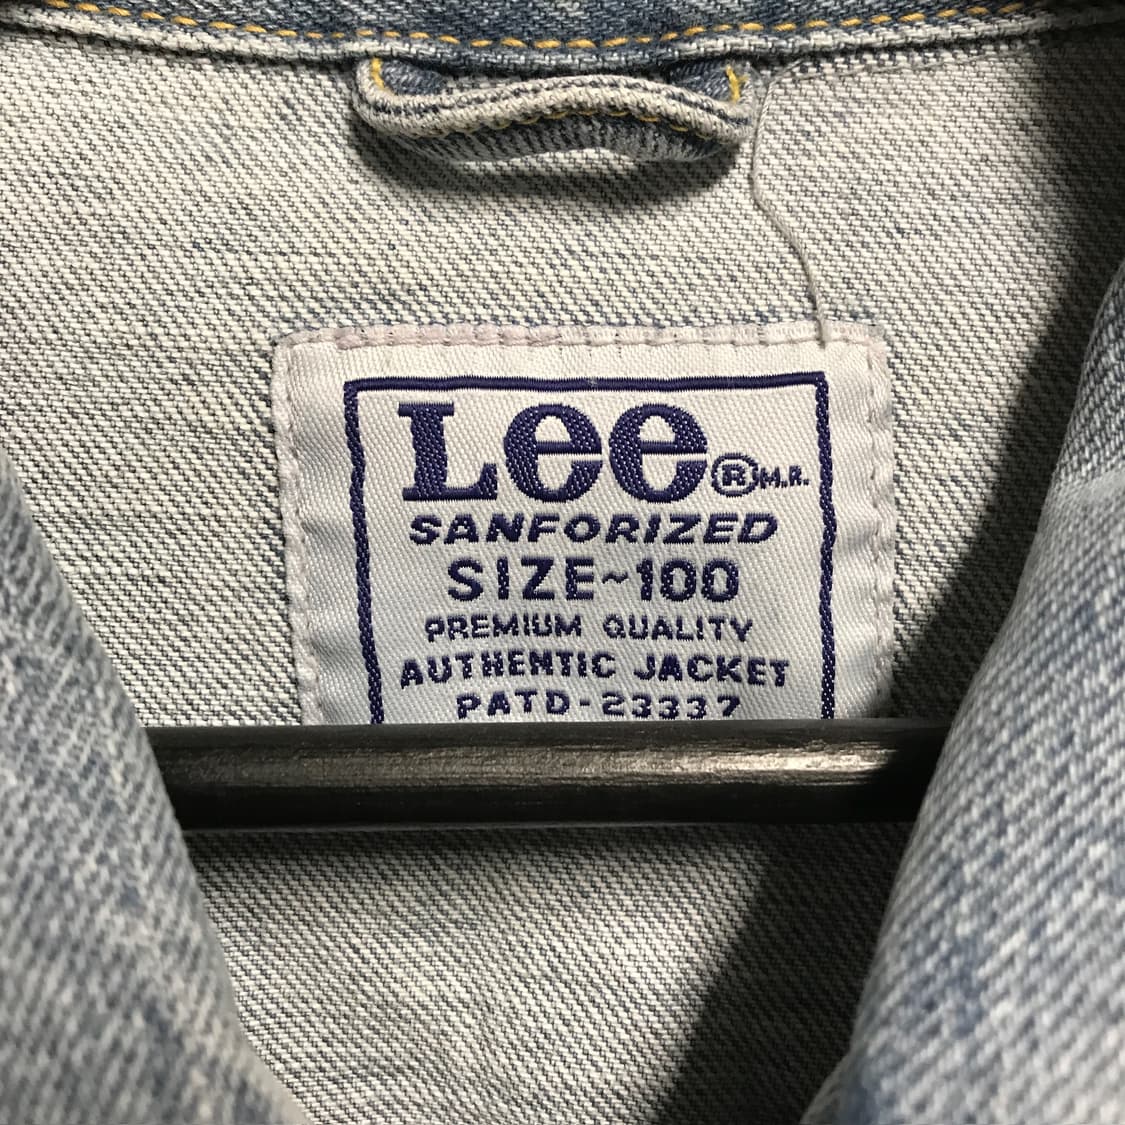 Lee ® M.R.
SANFORIZED
SIZE~100
PREMIUM QUALITY
AUTHENTIC JACKET
PATD-23337